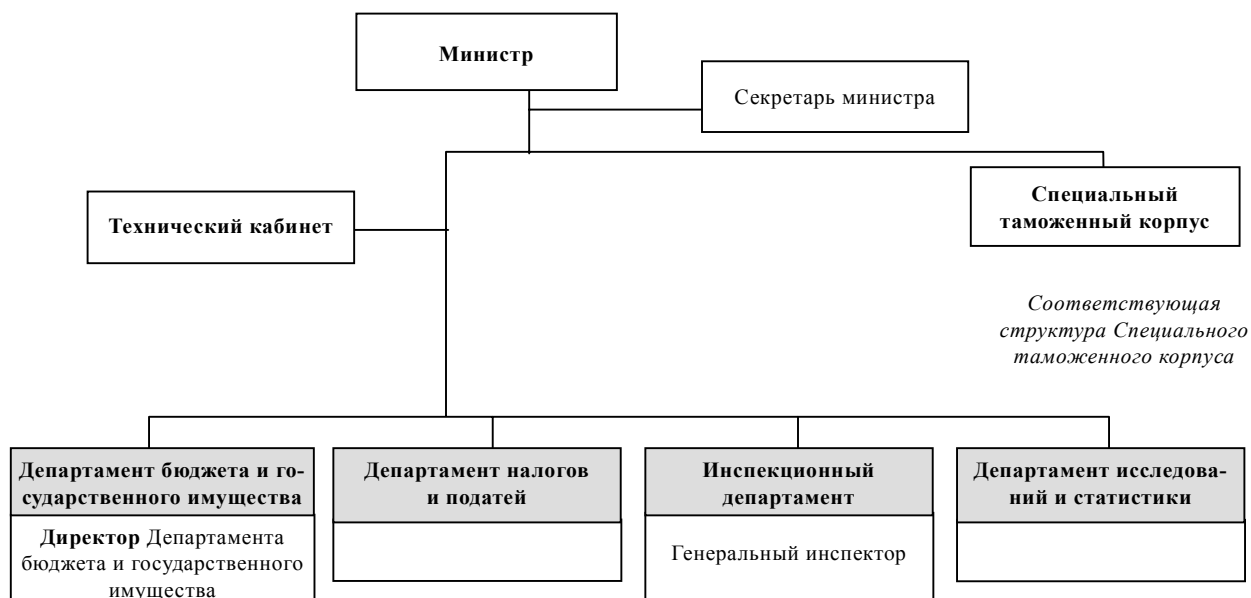 Министр
Секретарь министра
Технический кабинет
Специальный
таможенный корпус
Соответствующая
структура Специального
таможенного корпуса
Департамент бюджета и го-
сударственного имущества
Директор Департамента
бюджета и государственного
имущества
Департамент налогов
и податей
Инспекционный
департамент
Генеральный инспектор
Департамент исследова-
ний и статистики